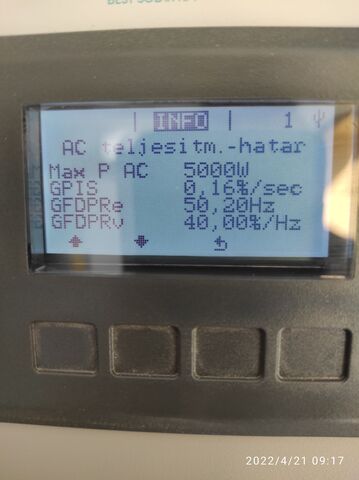 | INFO | 1
AC teljesitm.-hatar
Max P AC 5000W
GPIS 0,16%/sec
GFDPRe 50,20Hz
GFDPRv 40,00%/Hz
2022/4/21 09:17